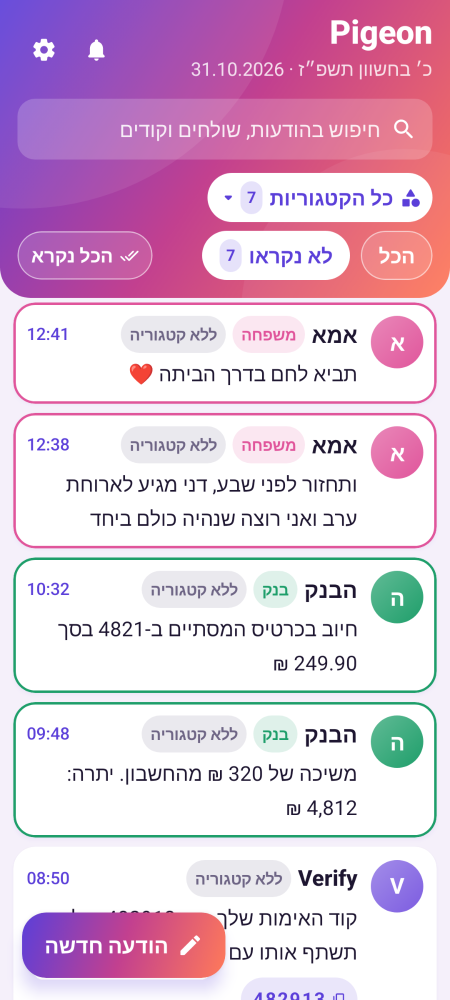 Pigeon
כ׳ בחשוון תשפ״ז · 31.10.2026
חיפוש בהודעות, שולחים וקודים
כל הקטגוריות 7
הכל
לא נקראו 7
הכל נקרא
א
אמא משפחה ללא קטגוריה 12:41
תביא לחם בדרך הביתה ❤️
א
אמא משפחה ללא קטגוריה 12:38
ותחזור לפני שבע, דני מגיע לארוחת
ערב ואני רוצה שנהיה כולם ביחד
ה
הבנק בנק ללא קטגוריה 10:32
חיוב בכרטיס המסתיים ב-4821 בסך
249.90 ₪
ה
הבנק בנק ללא קטגוריה 09:48
משיכה של 320 ₪ מהחשבון. יתרה:
4,812 ₪
V
Verify ללא קטגוריה 08:50
קוד האימות שלך
תשתף אותו עם
482913
הודעה חדשה